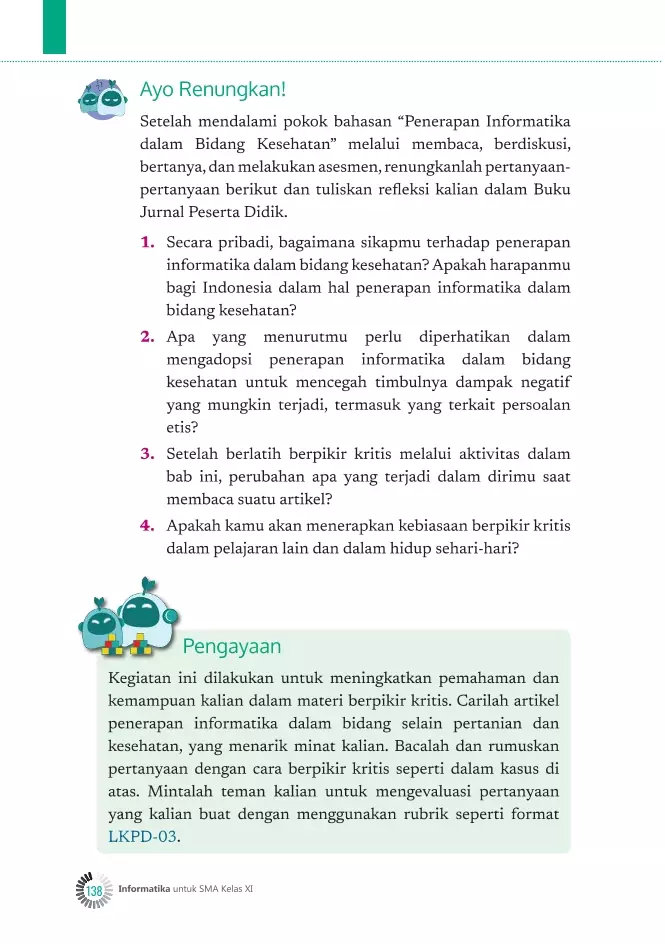 Ayo Renungkan!
Setelah mendalami pokok bahasan “Penerapan Informatika
dalam Bidang Kesehatan” melalui membaca, berdiskusi,
bertanya, dan melakukan asesmen, renungkanlah pertanyaan-
pertanyaan berikut dan tuliskan refleksi kalian dalam Buku
Jurnal Peserta Didik.
1. Secara pribadi, bagaimana sikapmu terhadap penerapan
informatika dalam bidang kesehatan? Apakah harapanmu
bagi Indonesia dalam hal penerapan informatika dalam
bidang kesehatan?
2. Apa yang menurutmu perlu diperhatikan dalam
mengadopsi penerapan informatika dalam bidang
kesehatan untuk mencegah timbulnya dampak negatif
yang mungkin terjadi, termasuk yang terkait persoalan
etis?
3. Setelah berlatih berpikir kritis melalui aktivitas dalam
bab ini, perubahan apa yang terjadi dalam dirimu saat
membaca suatu artikel?
4. Apakah kamu akan menerapkan kebiasaan berpikir kritis
dalam pelajaran lain dan dalam hidup sehari-hari?
Pengayaan
Kegiatan ini dilakukan untuk meningkatkan pemahaman dan
kemampuan kalian dalam materi berpikir kritis. Carilah artikel
penerapan informatika dalam bidang selain pertanian dan
kesehatan, yang menarik minat kalian. Bacalah dan rumuskan
pertanyaan dengan cara berpikir kritis seperti dalam kasus di
atas. Mintalah teman kalian untuk mengevaluasi pertanyaan
yang kalian buat dengan menggunakan rubrik seperti format
LKPD-03.
138 Informatika untuk SMA Kelas XI